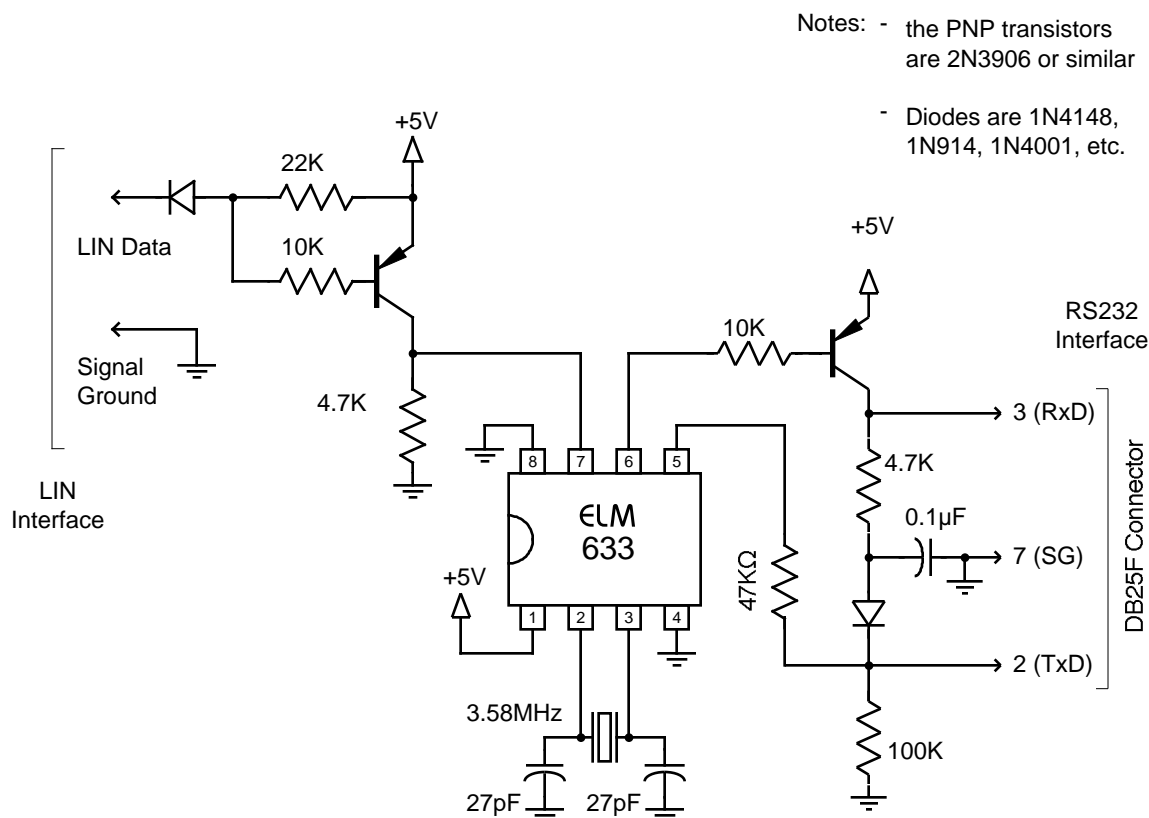 Notes: - the PNP transistors
are 2N3906 or similar
- Diodes are 1N4148,
1N914, 1N4001, etc.
+5V
22K
LIN Data
10K
+5V
RS232
Interface
10K
Signal
Ground
4.7K
3 (RxD)
8
7
6
5
4.7K
LIN
Interface
ELM
633
0.1µF
7 (SG)
DB25F Connector
47KΩ
+5V
1
2
3
4
2 (TxD)
3.58MHz
100K
27pF
27pF